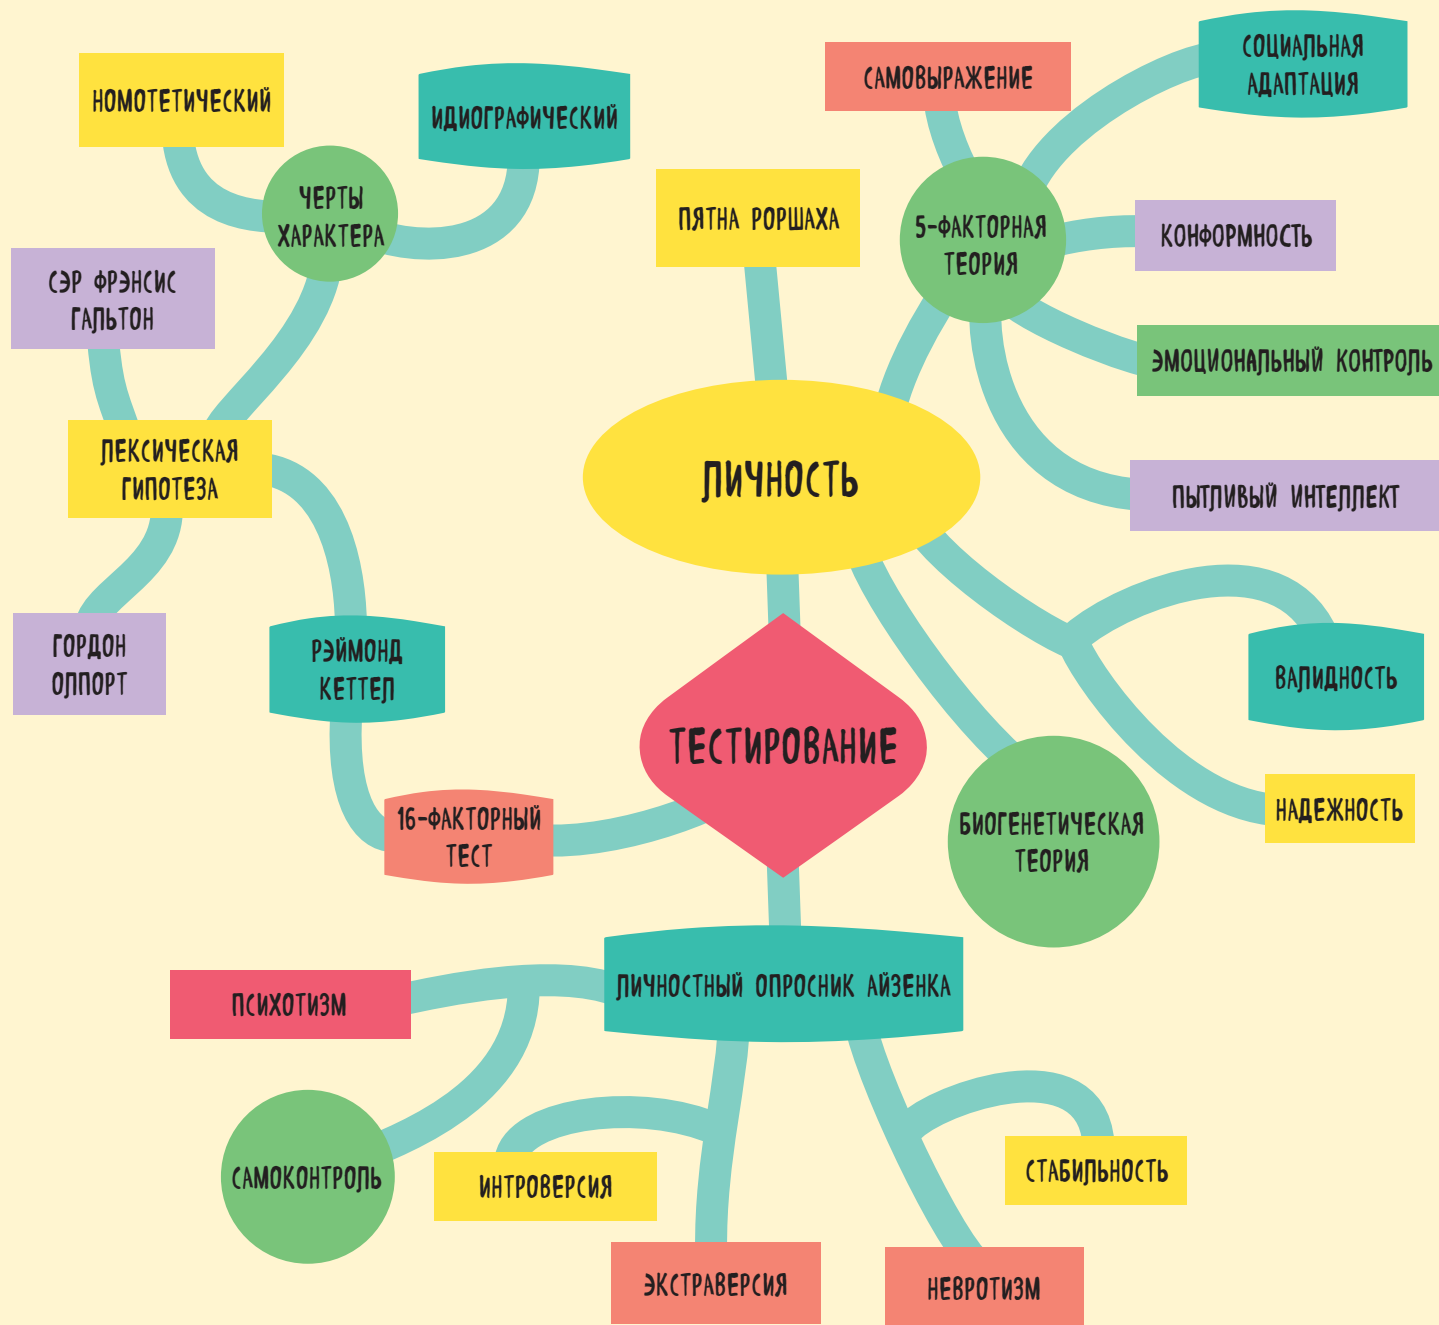 НОМОТЕТИЧЕСКИЙ
ИДИОГРАФИЧЕСКИЙ
ЧЕРТЫ
ХАРАКТЕРА
СЭР ФРЭНСИС
ГАЛЬТОН
ЛЕКСИЧЕСКАЯ
ГИПОТЕЗА
ГОРДОН
ОЛПОРТ
РЭЙМОНД
КЕТТЕЛ
16-ФАКТОРНЫЙ
ТЕСТ
САМОВЫРАЖЕНИЕ
СОЦИАЛЬНАЯ
АДАПТАЦИЯ
ПЯТНА РОРШАХА
5-ФАКТОРНАЯ
ТЕОРИЯ
КОНФОРМНОСТЬ
ЭМОЦИОНАЛЬНЫЙ КОНТРОЛЬ
ПЫТЛИВЫЙ ИНТЕЛЛЕКТ
ЛИЧНОСТЬ
ВАЛИДНОСТЬ
НАДЕЖНОСТЬ
ТЕСТИРОВАНИЕ
БИОГЕНЕТИЧЕСКАЯ
ТЕОРИЯ
ЛИЧНОСТНЫЙ ОПРОСНИК АЙЗЕНКА
ПСИХОТИЗМ
САМОКОНТРОЛЬ
ИНТРОВЕРСИЯ
ЭКСТРАВЕРСИЯ
СТАБИЛЬНОСТЬ
НЕВРОТИЗМ